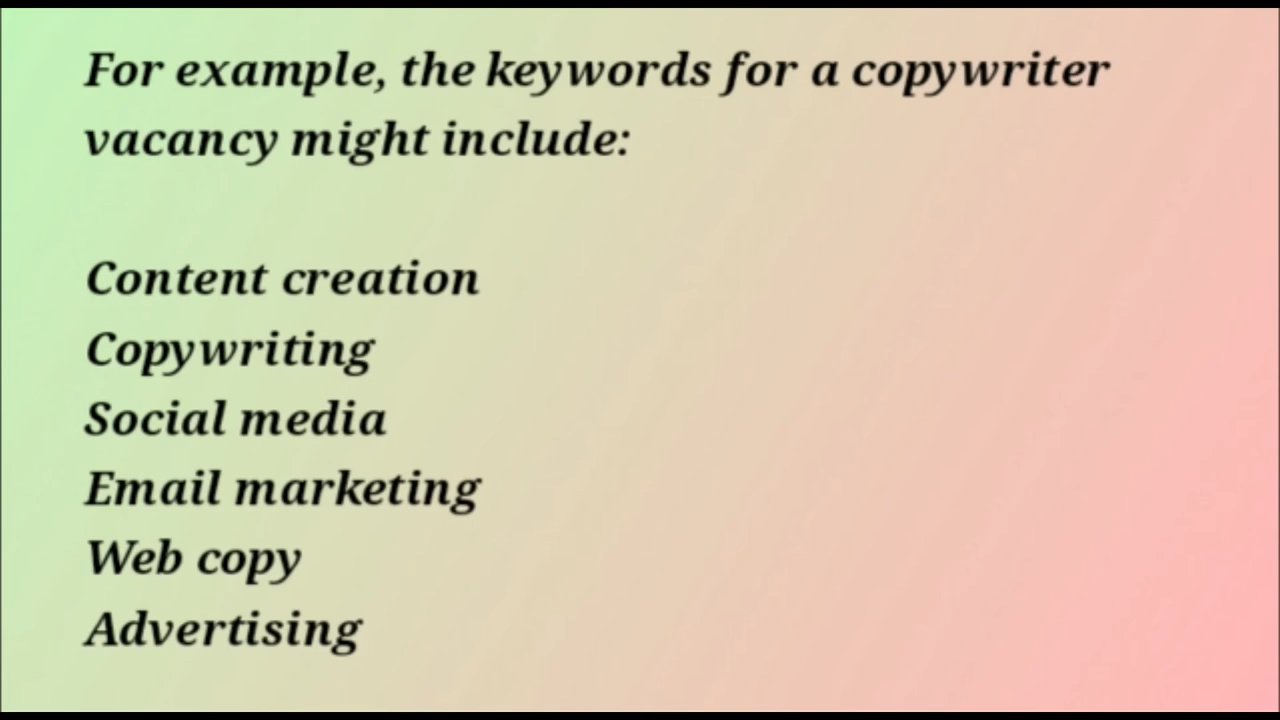 For example, the keywords for a copywriter
vacancy might include:
Content creation
Copywriting
Social media
Email marketing
Web copy
Advertising